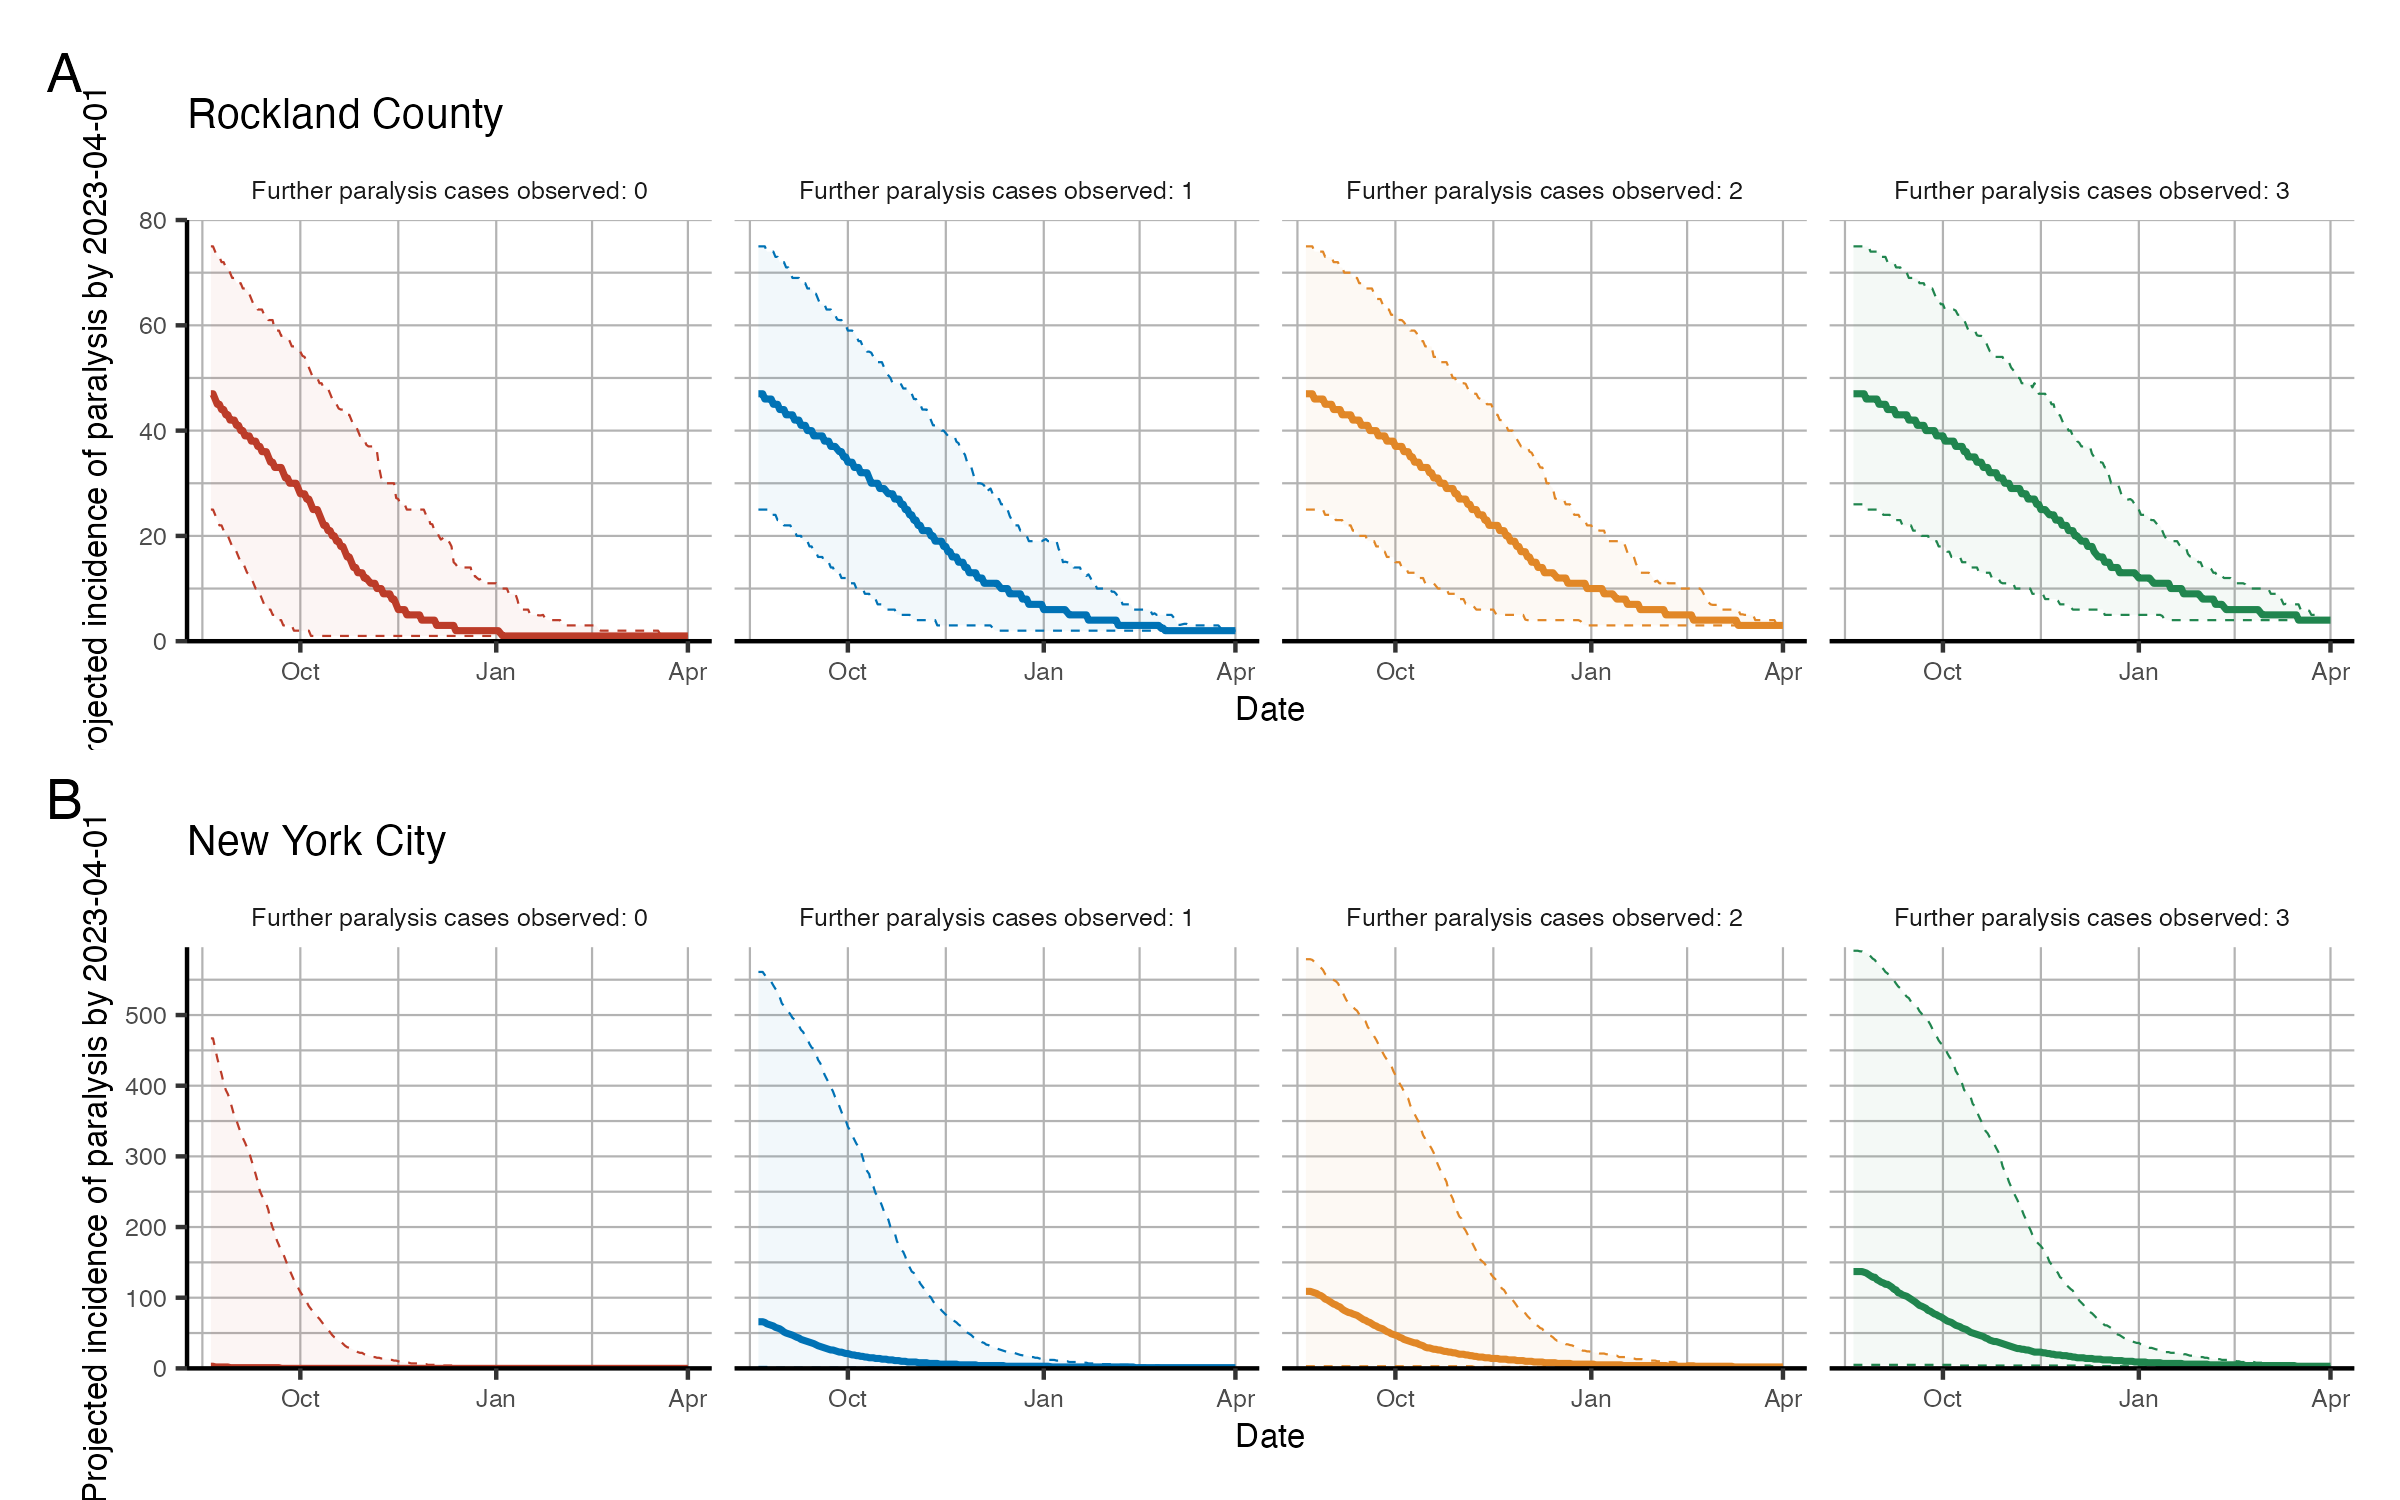 A
Rockland County
Further paralysis cases observed: 0
Further paralysis cases observed: 1
Further paralysis cases observed: 2
Further paralysis cases observed: 3
rojected incidence of paralysis by 2023-04-01
80
60
40
20
0
Oct Jan Apr
Oct Jan Apr
Oct Jan Apr
Oct Jan Apr
Date
B
New York City
Further paralysis cases observed: 0
Further paralysis cases observed: 1
Further paralysis cases observed: 2
Further paralysis cases observed: 3
Projected incidence of paralysis by 2023-04-01
500
400
300
200
100
0
Oct Jan Apr
Oct Jan Apr
Oct Jan Apr
Oct Jan Apr
Date